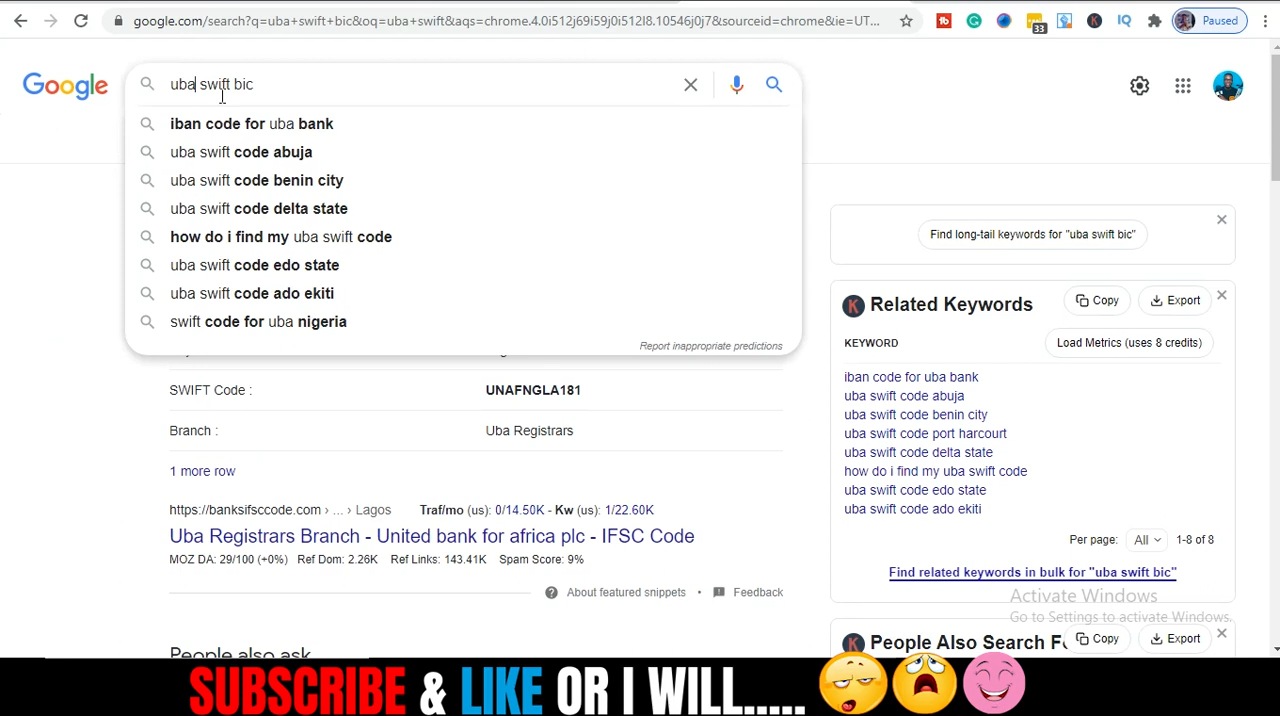 google.com/search?q=uba+swift+bic&oq=uba+swift&aqs=chrome.4.0i512j69i59j0i512l8.10546j0j7&sourceid=chrome&ie=UT...
33
Paused
Google
uba swift bic
iban code for uba bank
uba swift code abuja
uba swift code benin city
uba swift code delta state
how do i find my uba swift code
uba swift code edo state
uba swift code ado ekiti
swift code for uba nigeria
Report inappropriate predictions
SWIFT Code : UNAFNGLA181
Branch : Uba Registrars
1 more row
https://banksifsccode.com › ... › Lagos Traf/mo (us): 0/14.50K - Kw (us): 1/22.60K
Uba Registrars Branch - United bank for africa plc - IFSC Code
MOZ DA: 29/100 (+0%) Ref Dom: 2.26K Ref Links: 143.41K Spam Score: 9%
About featured snippets • Feedback
People also ask
Find long-tail keywords for "uba swift bic"
Related Keywords Copy Export
KEYWORD Load Metrics (uses 8 credits)
iban code for uba bank
uba swift code abuja
uba swift code benin city
uba swift code port harcourt
uba swift code delta state
how do i find my uba swift code
uba swift code edo state
uba swift code ado ekiti
Per page: All 1-8 of 8
Find related keywords in bulk for "uba swift bic"
Activate Windows
Go to Settings to activate Windows.
People Also Search Fo Copy Export
SUBSCRIBE & LIKE OR I WILL.....